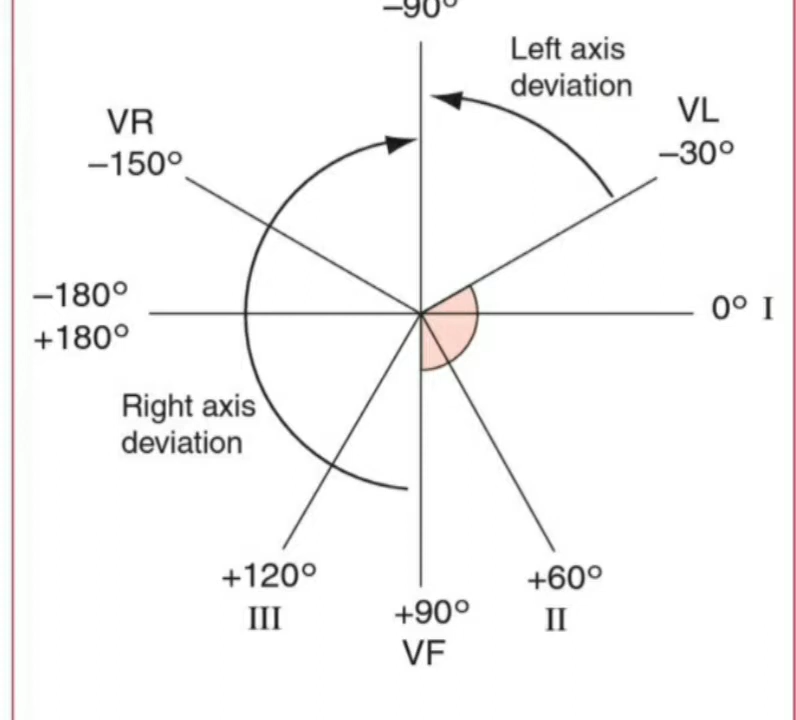 –90°
Left axis
deviation
VL
–30°
VR
–150°
0° I
–180°
+180°
Right axis
deviation
+120°
III
+90°
VF
+60°
II